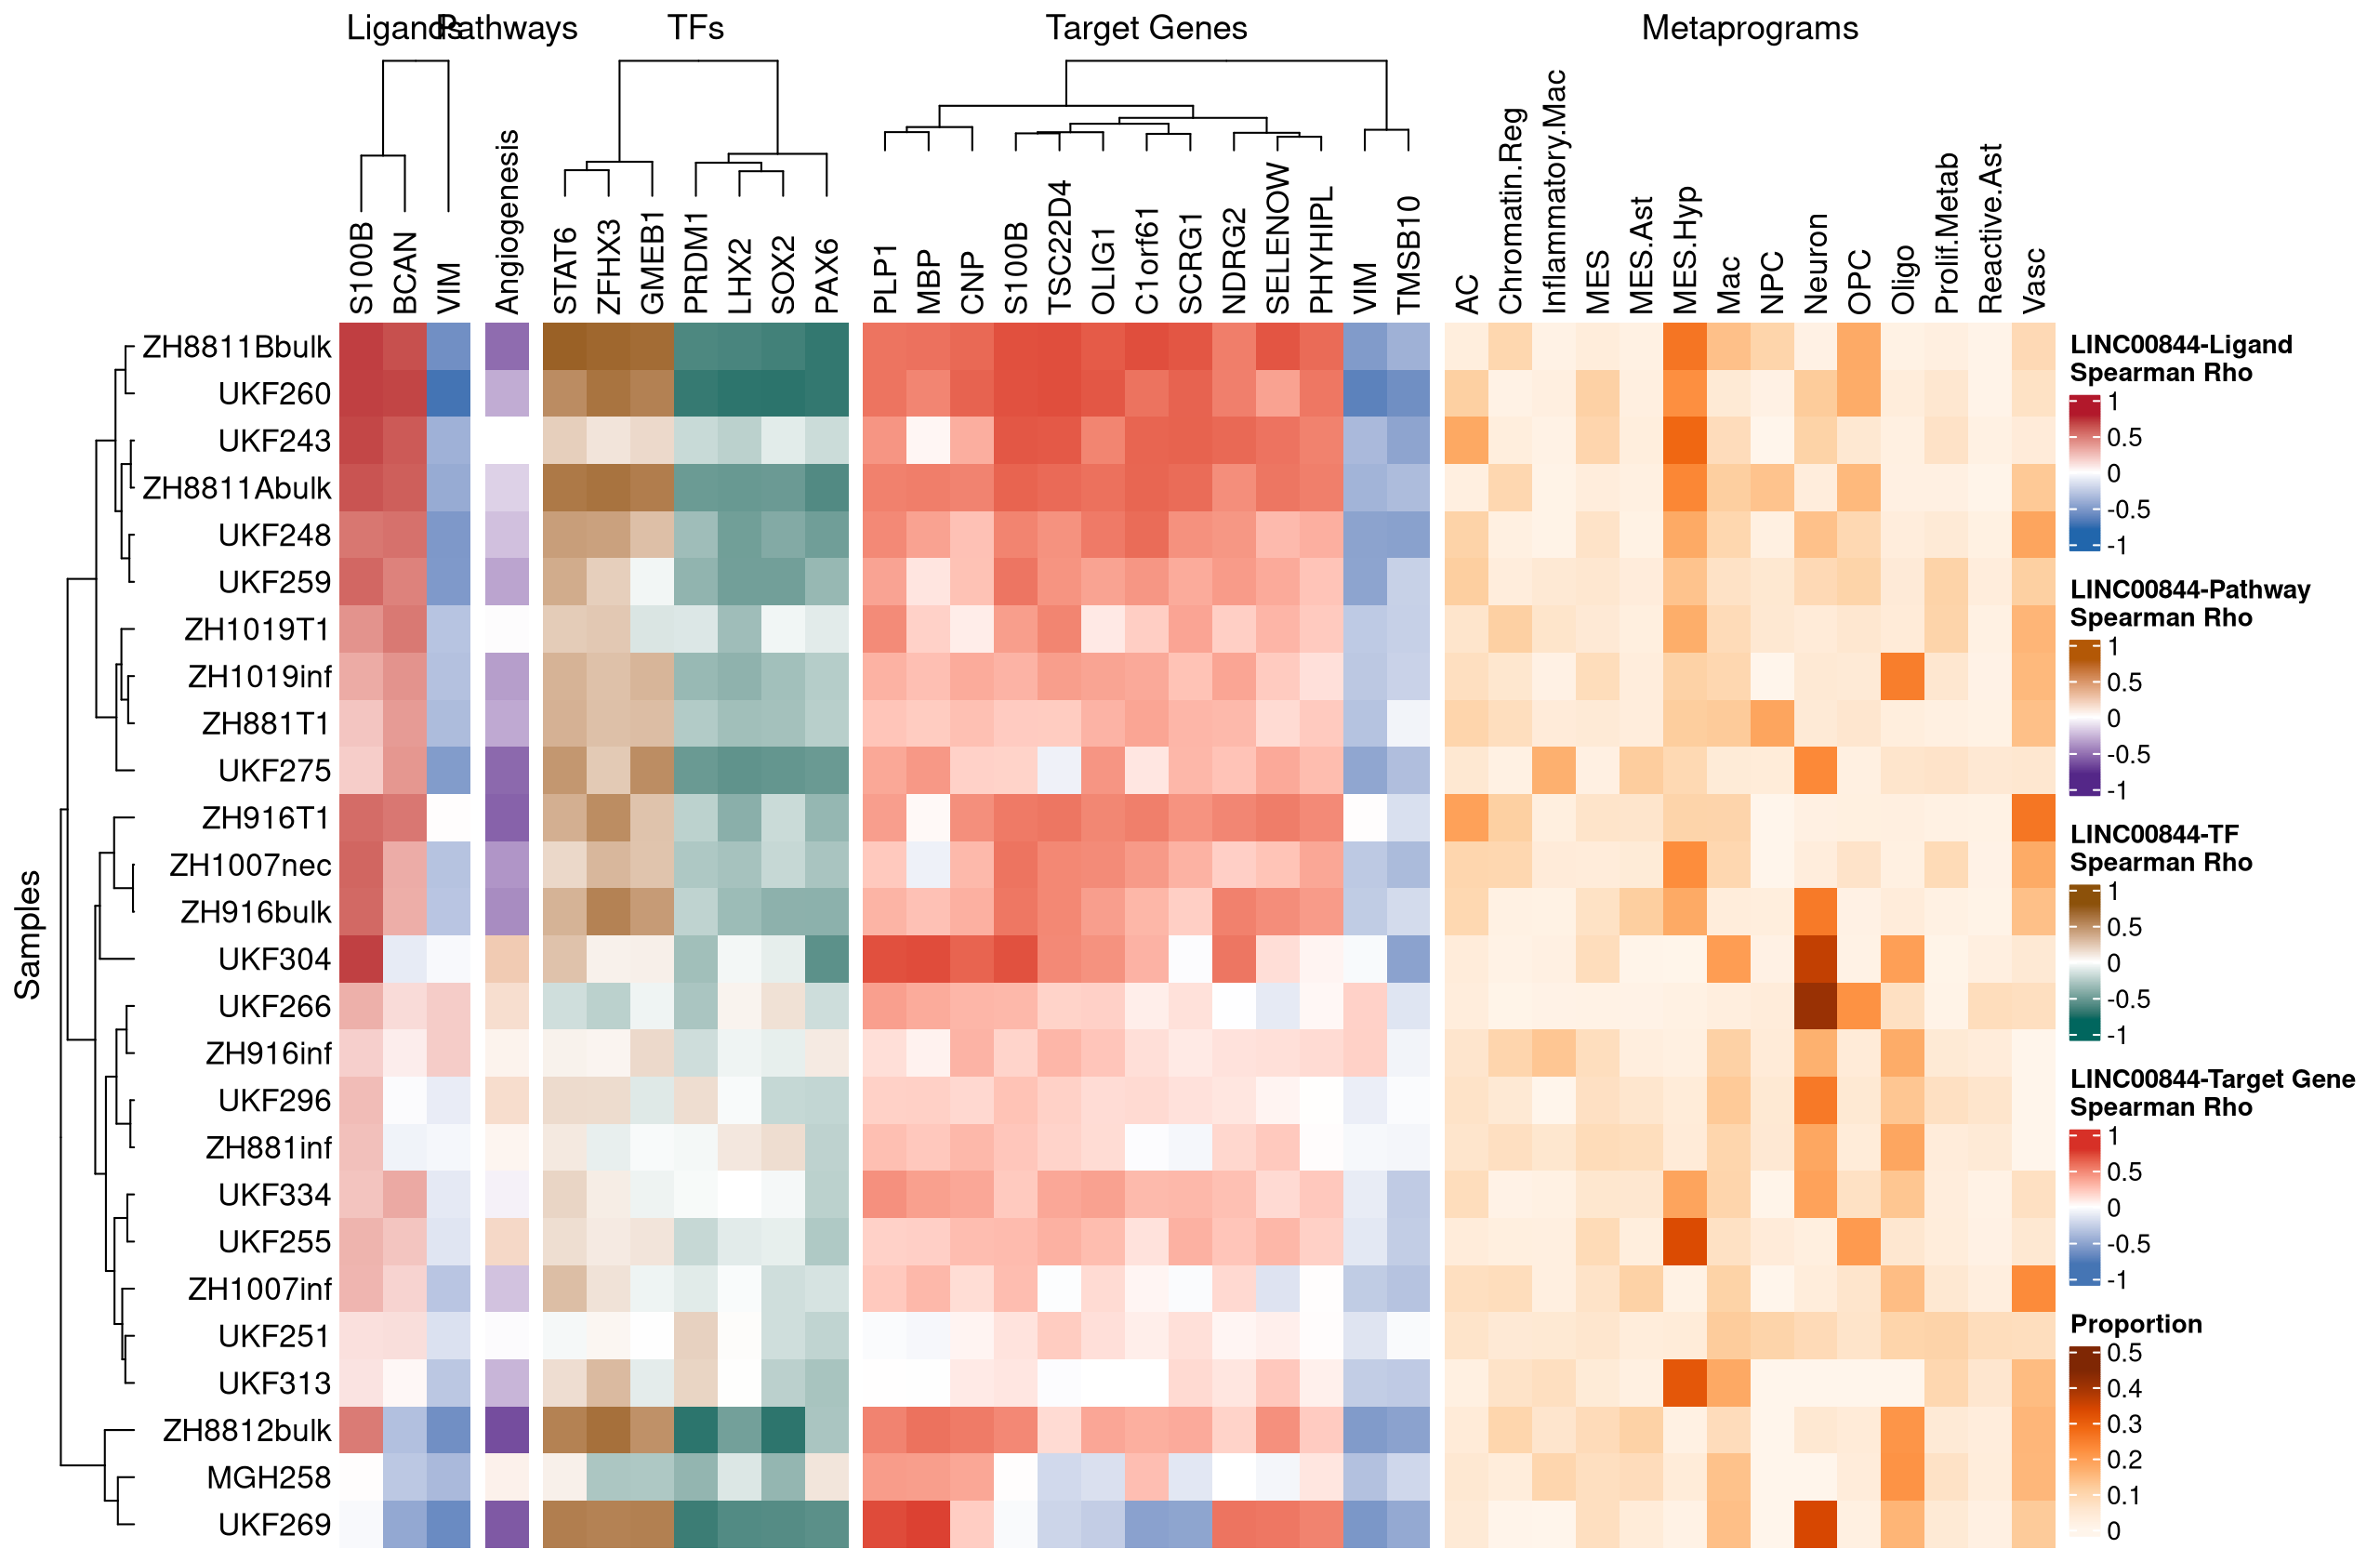 Ligands Pathways TFs Target Genes Metaprograms
S100B BCAN VIM Angiogenesis STAT6 ZFHX3 GMEB1 PRDM1 LHX2 SOX2 PAX6 PLP1 MBP CNP S100B TSC22D4 OLIG1 C1orf61 SCRG1 NDRG2 SELENOW PHYHIPL VIM TMSB10 AC Chromatin.Reg Inflammatory.Mac MES MES.Ast MES.Hyp Mac NPC Neuron OPC Oligo Prolif.Metab Reactive.Ast Vasc
Samples
ZH8811Bbulk
UKF260
UKF243
ZH8811Abulk
UKF248
UKF259
ZH1019T1
ZH1019inf
ZH881T1
UKF275
ZH916T1
ZH1007nec
ZH916bulk
UKF304
UKF266
ZH916inf
UKF296
ZH881inf
UKF334
UKF255
ZH1007inf
UKF251
UKF313
ZH8812bulk
MGH258
UKF269
LINC00844-Ligand
Spearman Rho
1
0.5
0
-0.5
-1
LINC00844-Pathway
Spearman Rho
1
0.5
0
-0.5
-1
LINC00844-TF
Spearman Rho
1
0.5
0
-0.5
-1
LINC00844-Target Gene
Spearman Rho
1
0.5
0
-0.5
-1
Proportion
0.5
0.4
0.3
0.2
0.1
0